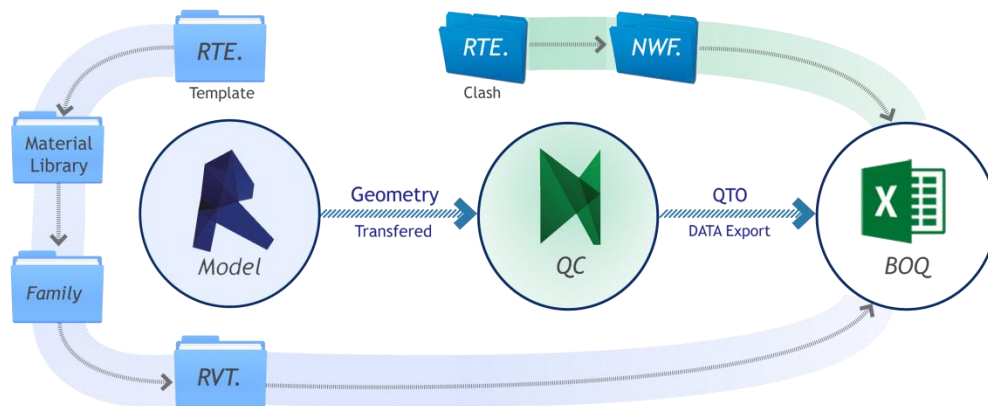 RTE.
Template
RTE.
Clash
NWF.
Material
Library
Geometry
Transfered
QTO
DATA Export
X
Model
QC
BOQ
Family
RVT.